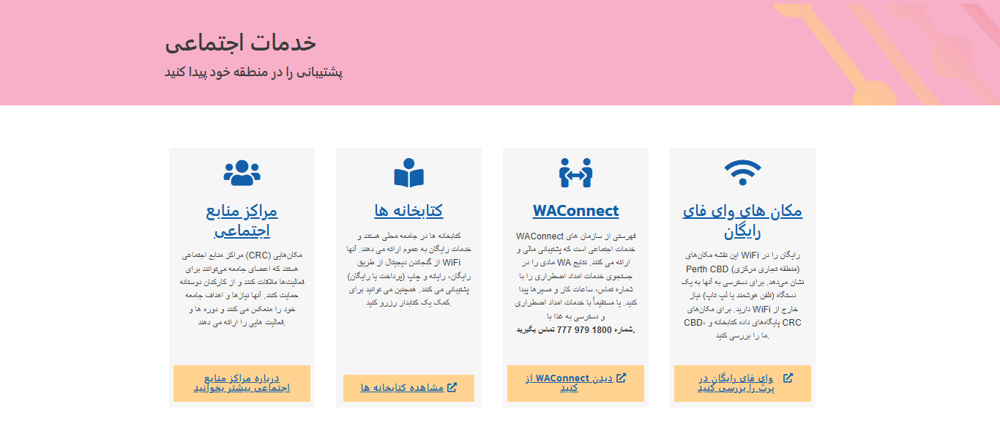 خدمات اجتماعی
پشتیبانی را در منطقه خود پیدا کنید
مراکز منابع
اجتماعی
مراکز منابع اجتماعی (CRC) مکان‌هایی
هستند که اعضای جامعه می‌توانند برای
فعالیت‌ها ملاقات کنند و از کارکنان دوستانه
حمایت کنند. آنها نیازها و اهداف جامعه
خود را منعکس می کنند و دوره ها و
فعالیت هایی را ارائه می دهند.
درباره مراکز منابع
اجتماعی بیشتر بخوانید
کتابخانه ها
کتابخانه ها در جامعه محلی هستند و
خدمات رایگان به عموم ارائه می دهند. آنها
از گنجاندن دیجیتال از طریق WiFi
رایگان، رایانه و چاپ (پرداخت یا رایگان)
پشتیبانی می کنند. همچنین می توانید برای
کمک یک کتابدار رزرو کنید.
مشاهده کتابخانه ها
WAConnect
WAConnect فهرستی از سازمان های
خدمات اجتماعی است که پشتیبانی مالی و
مادی را در WA ارائه می کنند. نتایج
جستجوی خدمات امداد اضطراری را با
شماره تماس، ساعات کار و مسیرها پیدا
کنید. یا مستقیماً با خدمات امداد اضطراری
و دسترسی به غذا با
شماره 1800 979 777 تماس بگیرید.
از WAConnect دیدن
کنید
مکان های وای فای
رایگان
این نقشه مکان‌های WiFi رایگان را در
Perth CBD (منطقه تجاری مرکزی)
نشان می‌دهد. برای دسترسی به آنها به یک
دستگاه (تلفن هوشمند یا لپ تاپ) نیاز
دارید. برای مکان‌های WiFi خارج از
CBD، پایگاه‌های داده کتابخانه و CRC
ما را بررسی کنید.
وای فای رایگان در
پرث را بررسی کنید